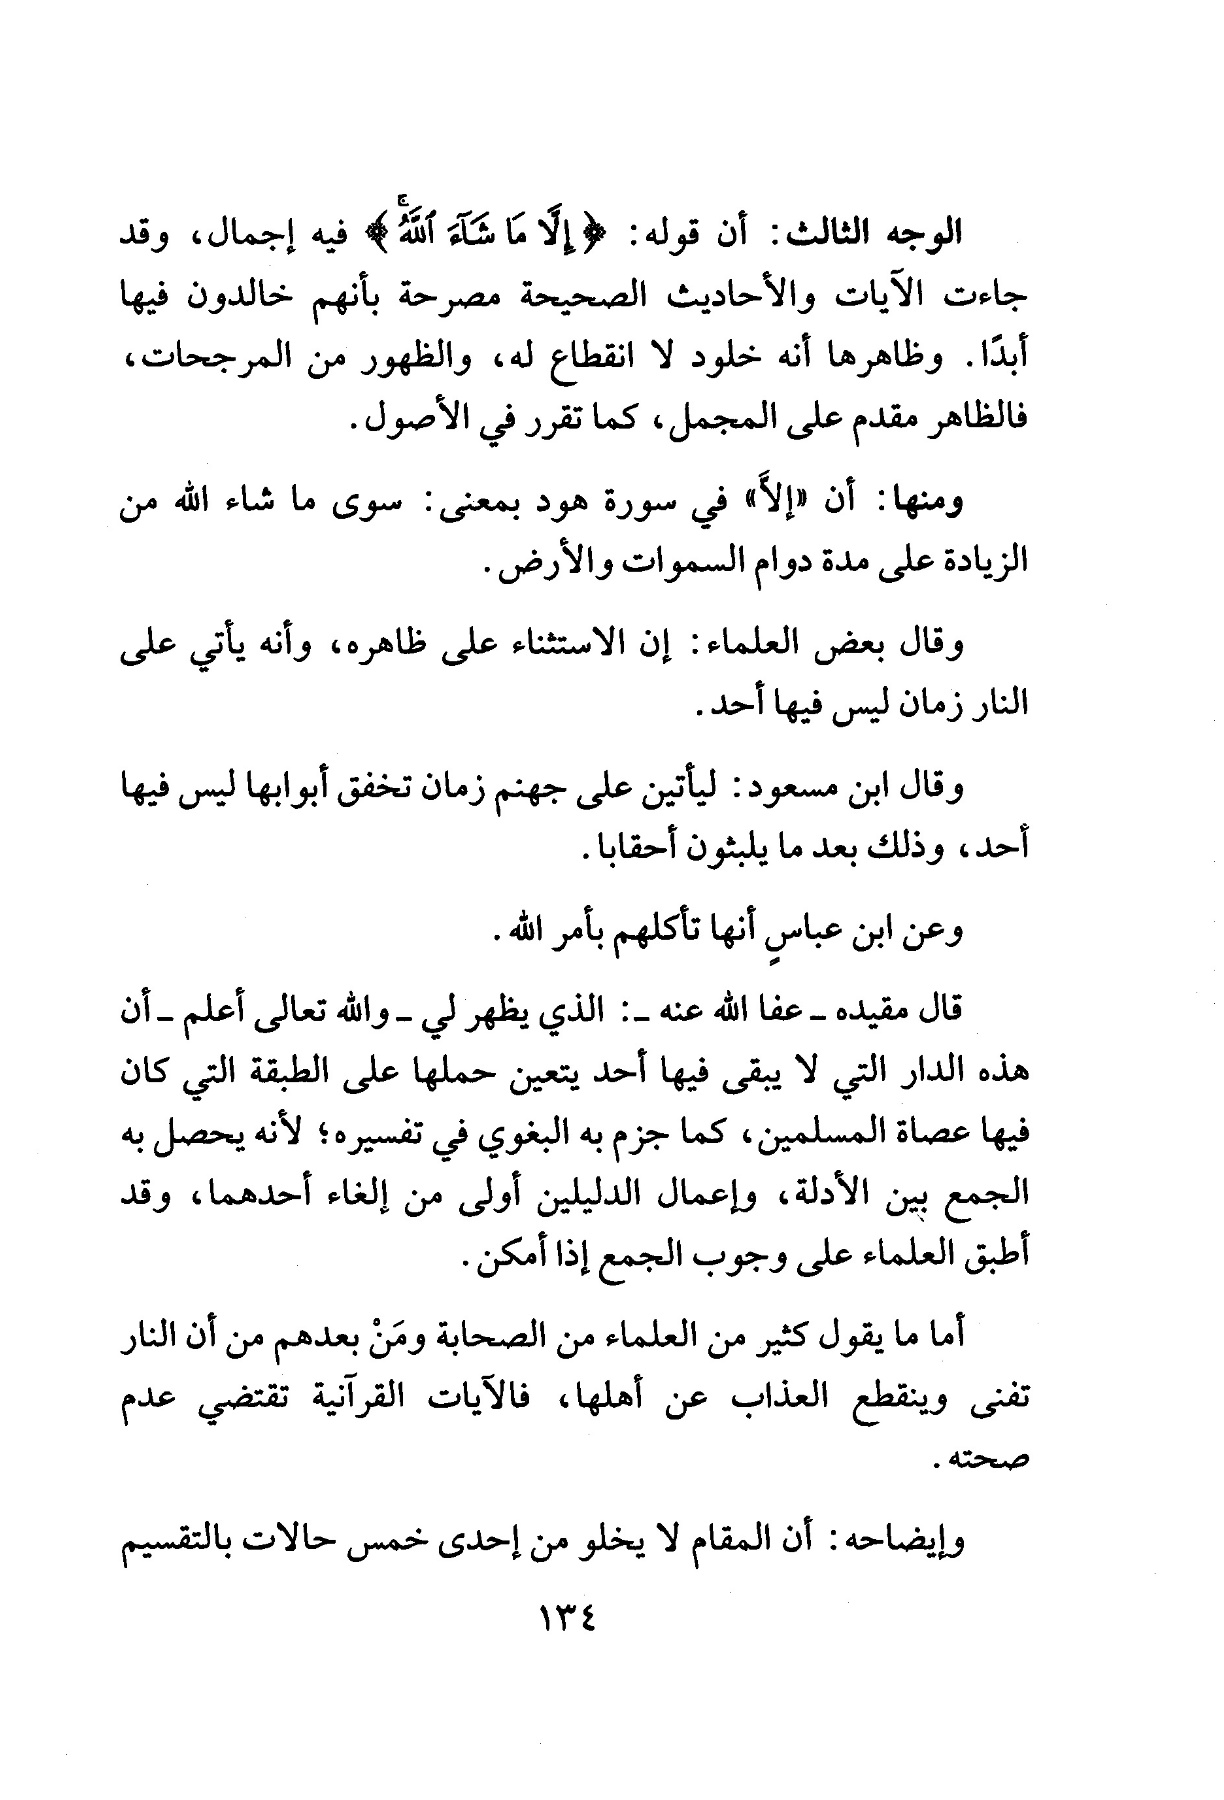 الوجه الثالث: أن قوله: ﴿إِلَّا مَا شَآءَ ٱللَّهُۚ﴾ فيه إجمال، وقد
جاءت الآيات والأحاديث الصحيحة مصرحة بأنهم خالدون فيها
أبدًا. وظاهرها أنه خلود لا انقطاع له، والظهور من المرجحات،
فالظاهر مقدم على المجمل، كما تقرر في الأصول.
ومنها: أن «إلاَّ» في سورة هود بمعنى: سوى ما شاء الله من
الزيادة على مدة دوام السموات والأرض.
وقال بعض العلماء: إن الاستثناء على ظاهره، وأنه يأتي على
النار زمان ليس فيها أحد.
وقال ابن مسعود: ليأتين على جهنم زمان تخفق أبوابها ليس فيها
أحد، وذلك بعد ما يلبثون أحقابا.
وعن ابن عباسٍ أنها تأكلهم بأمر الله.
قال مقيده ـ عفا الله عنه ـ: الذي يظهر لي ـ والله تعالى أعلم ـ أن
هذه الدار التي لا يبقى فيها أحد يتعين حملها على الطبقة التي كان
فيها عصاة المسلمين، كما جزم به البغوي في تفسيره؛ لأنه يحصل به
الجمع بين الأدلة، وإعمال الدليلين أولى من إلغاء أحدهما، وقد
أطبق العلماء على وجوب الجمع إذا أمكن.
أما ما يقول كثير من العلماء من الصحابة ومَنْ بعدهم من أن النار
تفنى وينقطع العذاب عن أهلها، فالآيات القرآنية تقتضي عدم
صحته.
وإيضاحه: أن المقام لا يخلو من إحدى خمس حالات بالتقسيم
١٣٤